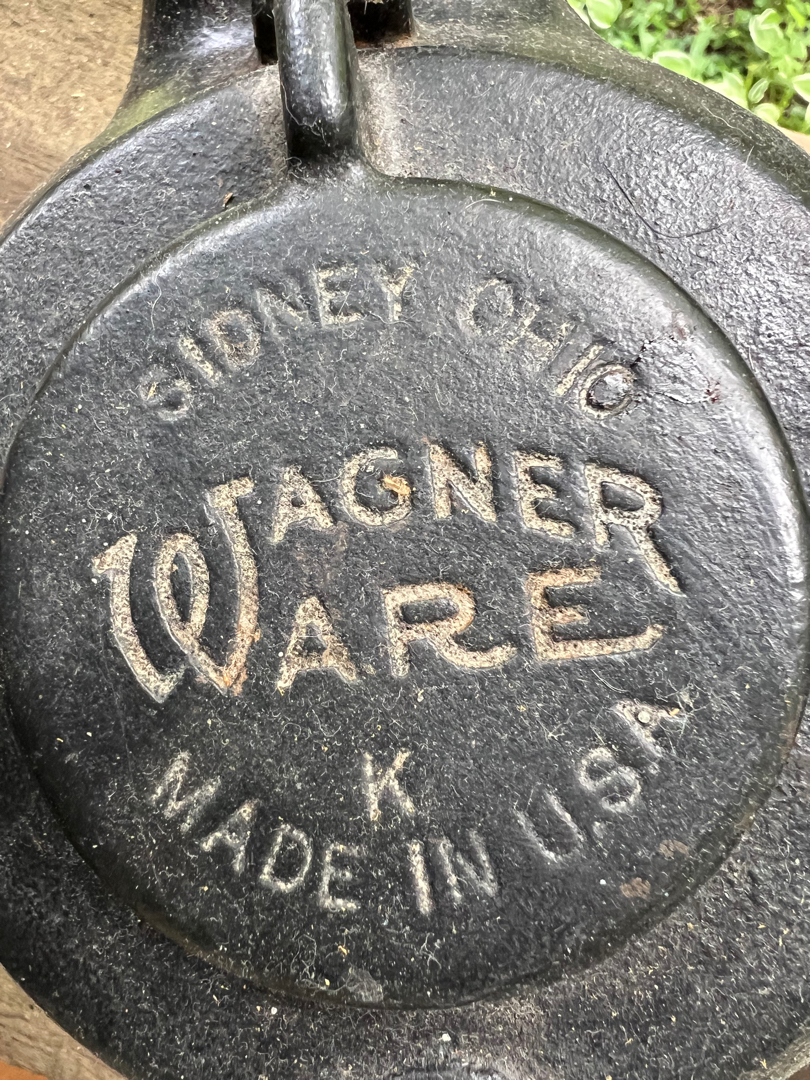 SIDNEY OHIO
WAGNER
WARE
K
MADE IN USA